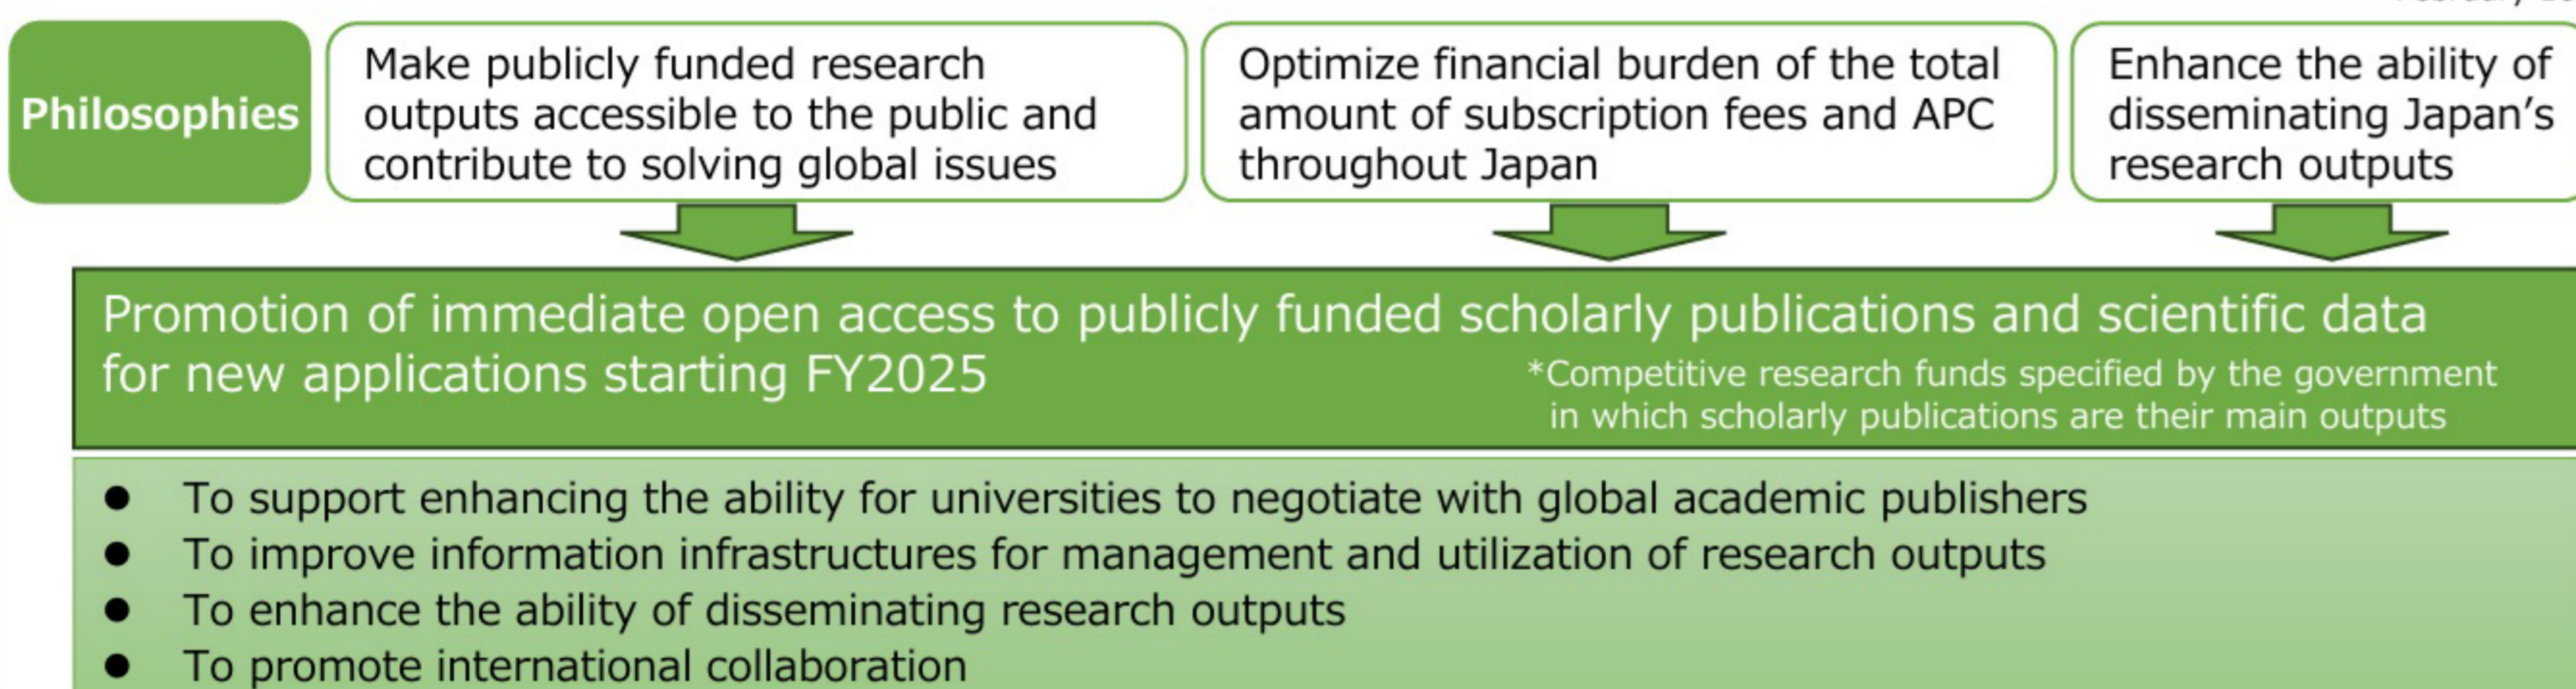 Philosophies
Make publicly funded research
outputs accessible to the public and
contribute to solving global issues
Optimize financial burden of the total
amount of subscription fees and APC
throughout Japan
Enhance the ability of
disseminating Japan’s
research outputs
Promotion of immediate open access to publicly funded scholarly publications and scientific data
for new applications starting FY2025
*Competitive research funds specified by the government
in which scholarly publications are their main outputs
● To support enhancing the ability for universities to negotiate with global academic publishers
● To improve information infrastructures for management and utilization of research outputs
● To enhance the ability of disseminating research outputs
● To promote international collaboration